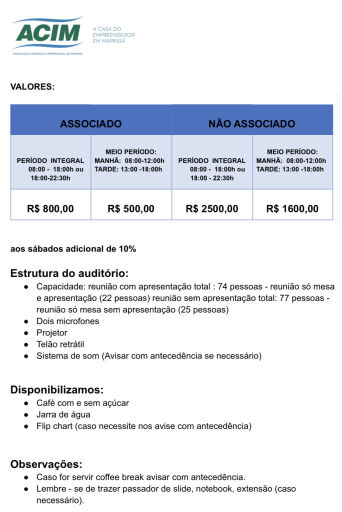 ACIM
A CASA DO
EMPREENDEDOR
EM MARINGÁ
ASSOCIAÇÃO COMERCIAL E EMPRESARIAL DE MARINGÁ
VALORES:
ASSOCIADO NÃO ASSOCIADO
PERÍODO INTEGRAL
08:00 - 18:00h ou
18:00-22:30h
MEIO PERÍODO:
MANHÃ: 08:00-12:00h
TARDE: 13:00 -18:00h
PERÍODO INTEGRAL
08:00 - 18:00h ou
18:00 - 22:30h
MEIO PERÍODO:
MANHÃ: 08:00-12:00h
TARDE: 13:00 -18:00h
R$ 800,00 R$ 500,00 R$ 2500,00 R$ 1600,00
aos sábados adicional de 10%
Estrutura do auditório:
● Capacidade: reunião com apresentação total : 74 pessoas - reunião só mesa
e apresentação (22 pessoas) reunião sem apresentação total: 77 pessoas -
reunião só mesa sem apresentação (25 pessoas)
● Dois microfones
● Projetor
● Telão retrátil
● Sistema de som (Avisar com antecedência se necessário)
Disponibilizamos:
● Café com e sem açúcar
● Jarra de água
● Flip chart (caso necessite nos avise com antecedência)
Observações:
● Caso for servir coffee break avisar com antecedência.
● Lembre - se de trazer passador de slide, notebook, extensão (caso
necessário).